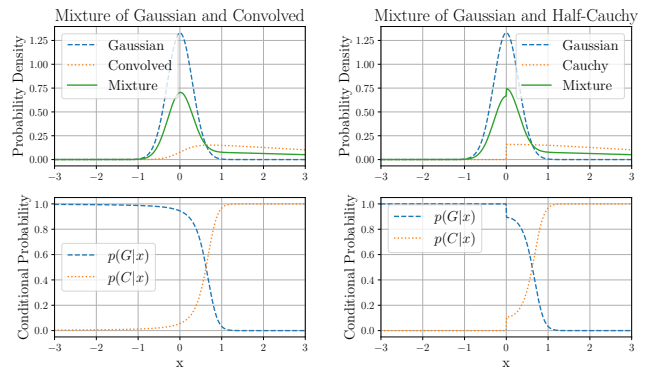 Mixture of Gaussian and Convolved
Probability Density
1.25
1.00
0.75
0.50
0.25
0.00
Gaussian
Convolved
Mixture
−3 −2 −1 0 1 2 3
Mixture of Gaussian and Half-Cauchy
Probability Density
1.25
1.00
0.75
0.50
0.25
0.00
Gaussian
Cauchy
Mixture
−3 −2 −1 0 1 2 3
Conditional Probability
1.0
0.8
0.6
0.4
0.2
0.0
p(G|x)
p(C|x)
−3 −2 −1 0 1 2 3
x
Conditional Probability
1.0
0.8
0.6
0.4
0.2
0.0
p(G|x)
p(C|x)
−3 −2 −1 0 1 2 3
x